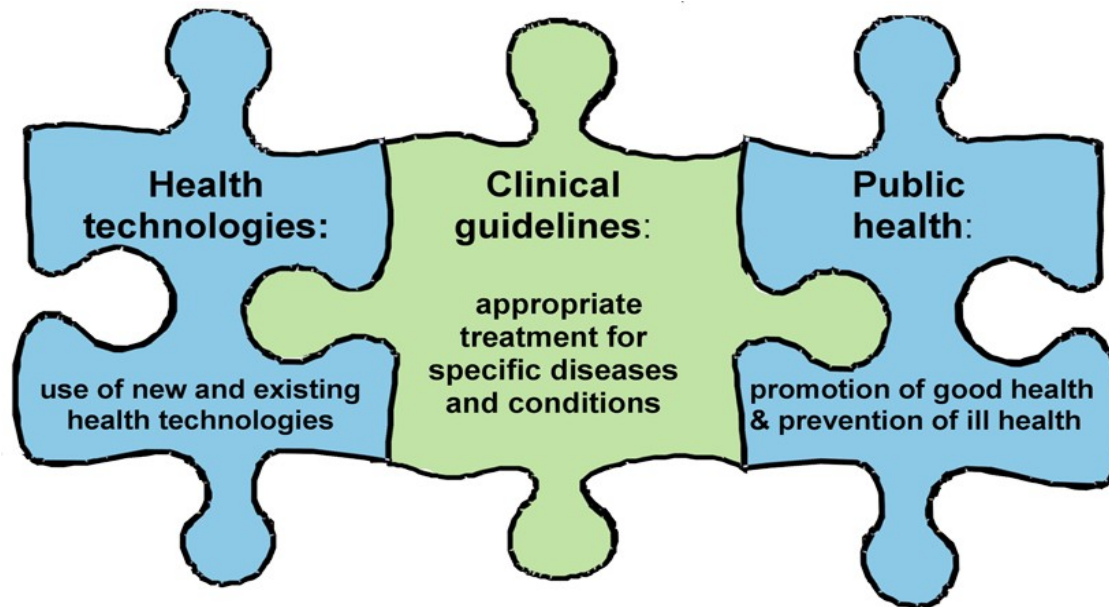 Health
technologies:
use of new and existing
health technologies
Clinical
guidelines:
appropriate
treatment for
specific diseases
and conditions
Public
health:
promotion of good health
& prevention of ill health